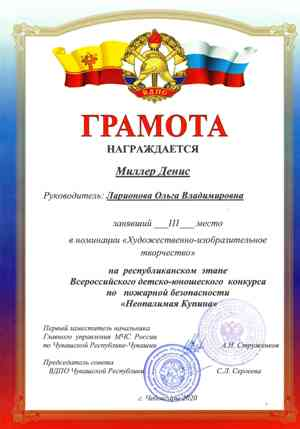 ВДПО
ГРАМОТА
НАГРАЖДАЕТСЯ
Миллер Денис
Руководитель: Ларионова Ольга Владимировна
занявший ___III___ место
в номинации «Художественно-изобразительное
творчество»
на республиканском этапе
Всероссийского детско-юношеского конкурса
по пожарной безопасности
«Неопалимая Купина»
Первый заместитель начальника
Главного управления МЧС России
по Чувашской Республике-Чувашии
А.Н. Стружénков
Председатель совета
ВДПО Чувашской Республики
С.Л. Сергеева
г. Чебоксары 2020